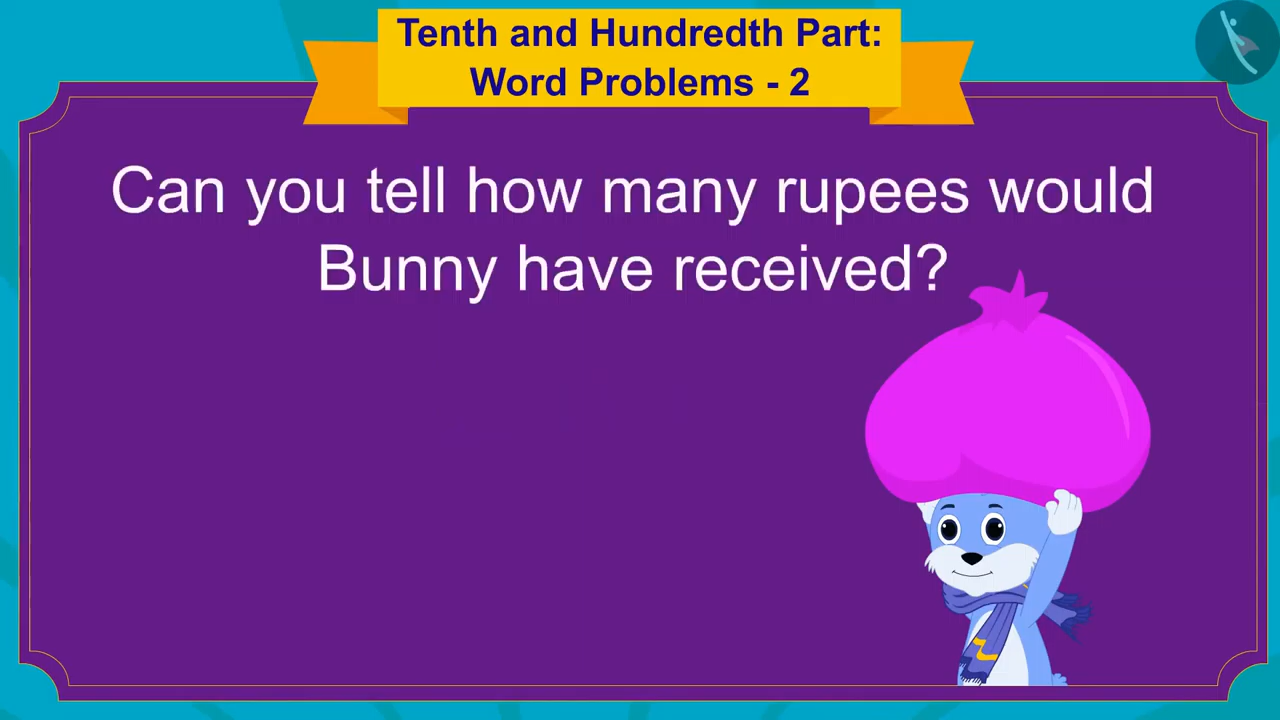 Tenth and Hundredth Part:
Word Problems - 2
Can you tell how many rupees would
Bunny have received?